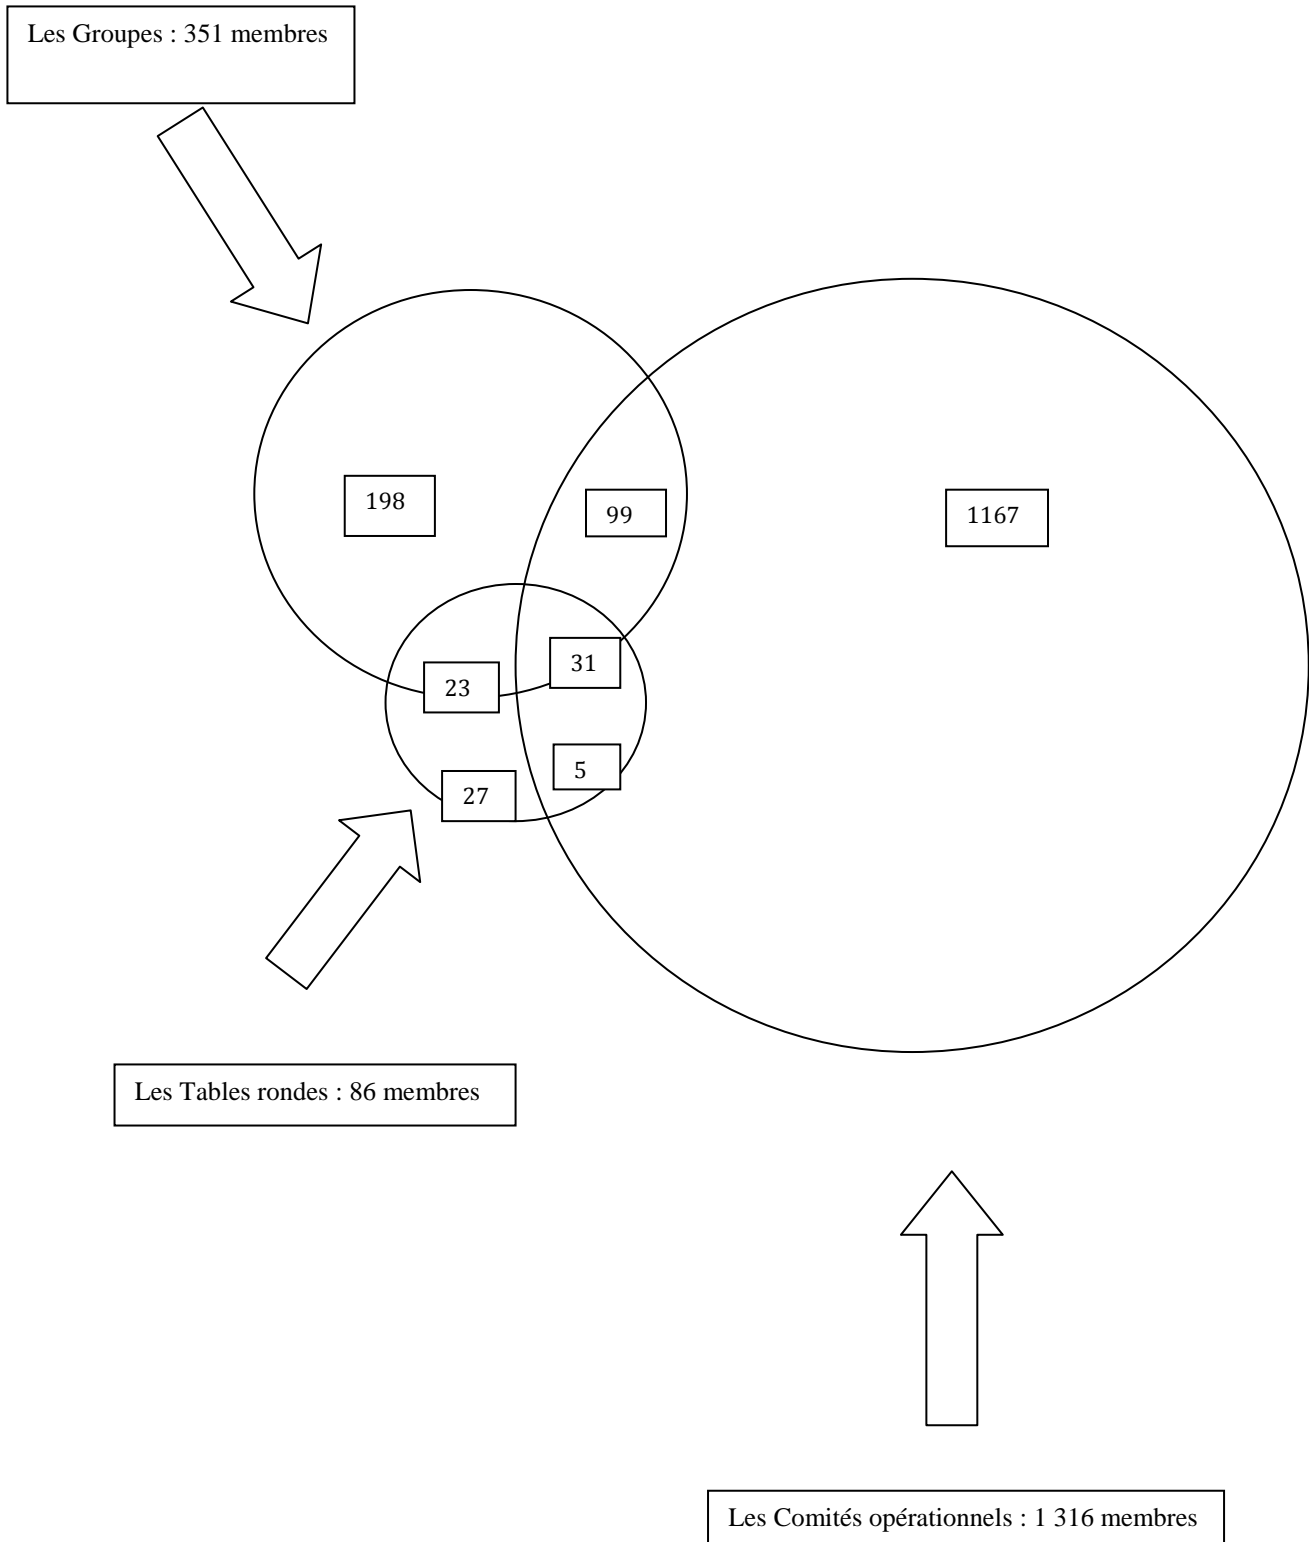 Les Groupes : 351 membres
198
99
1167
31
23
5
27
Les Tables rondes : 86 membres
Les Comités opérationnels : 1 316 membres